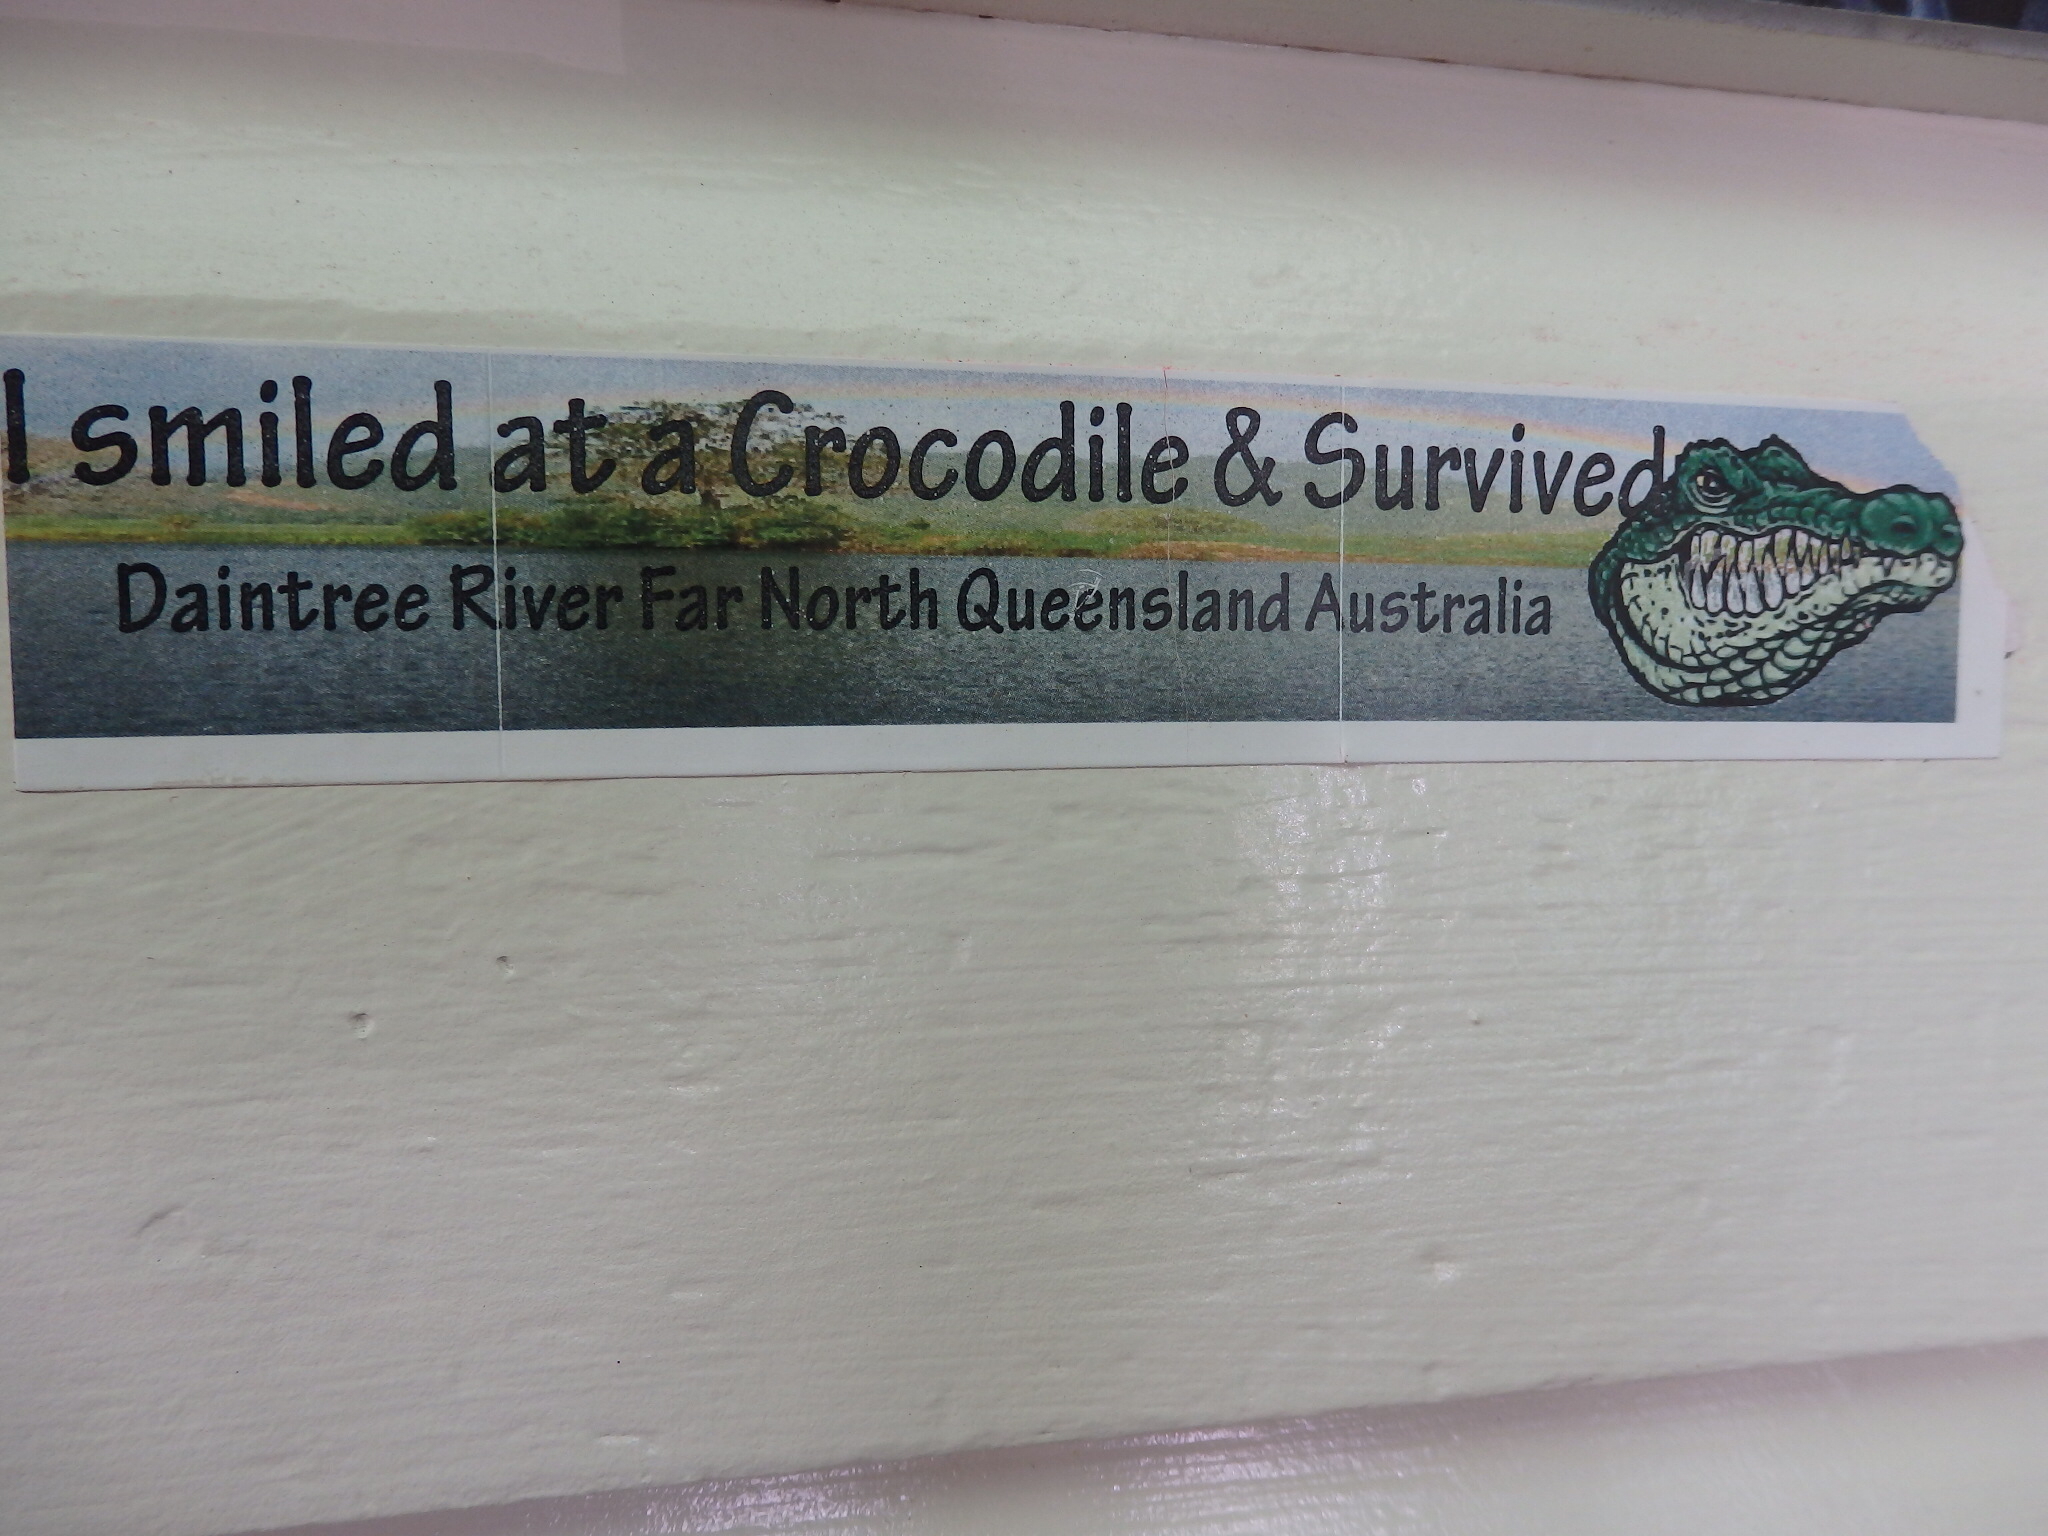 I smiled at a Crocodile & Survived
Daintree River Far North Queensland Australia